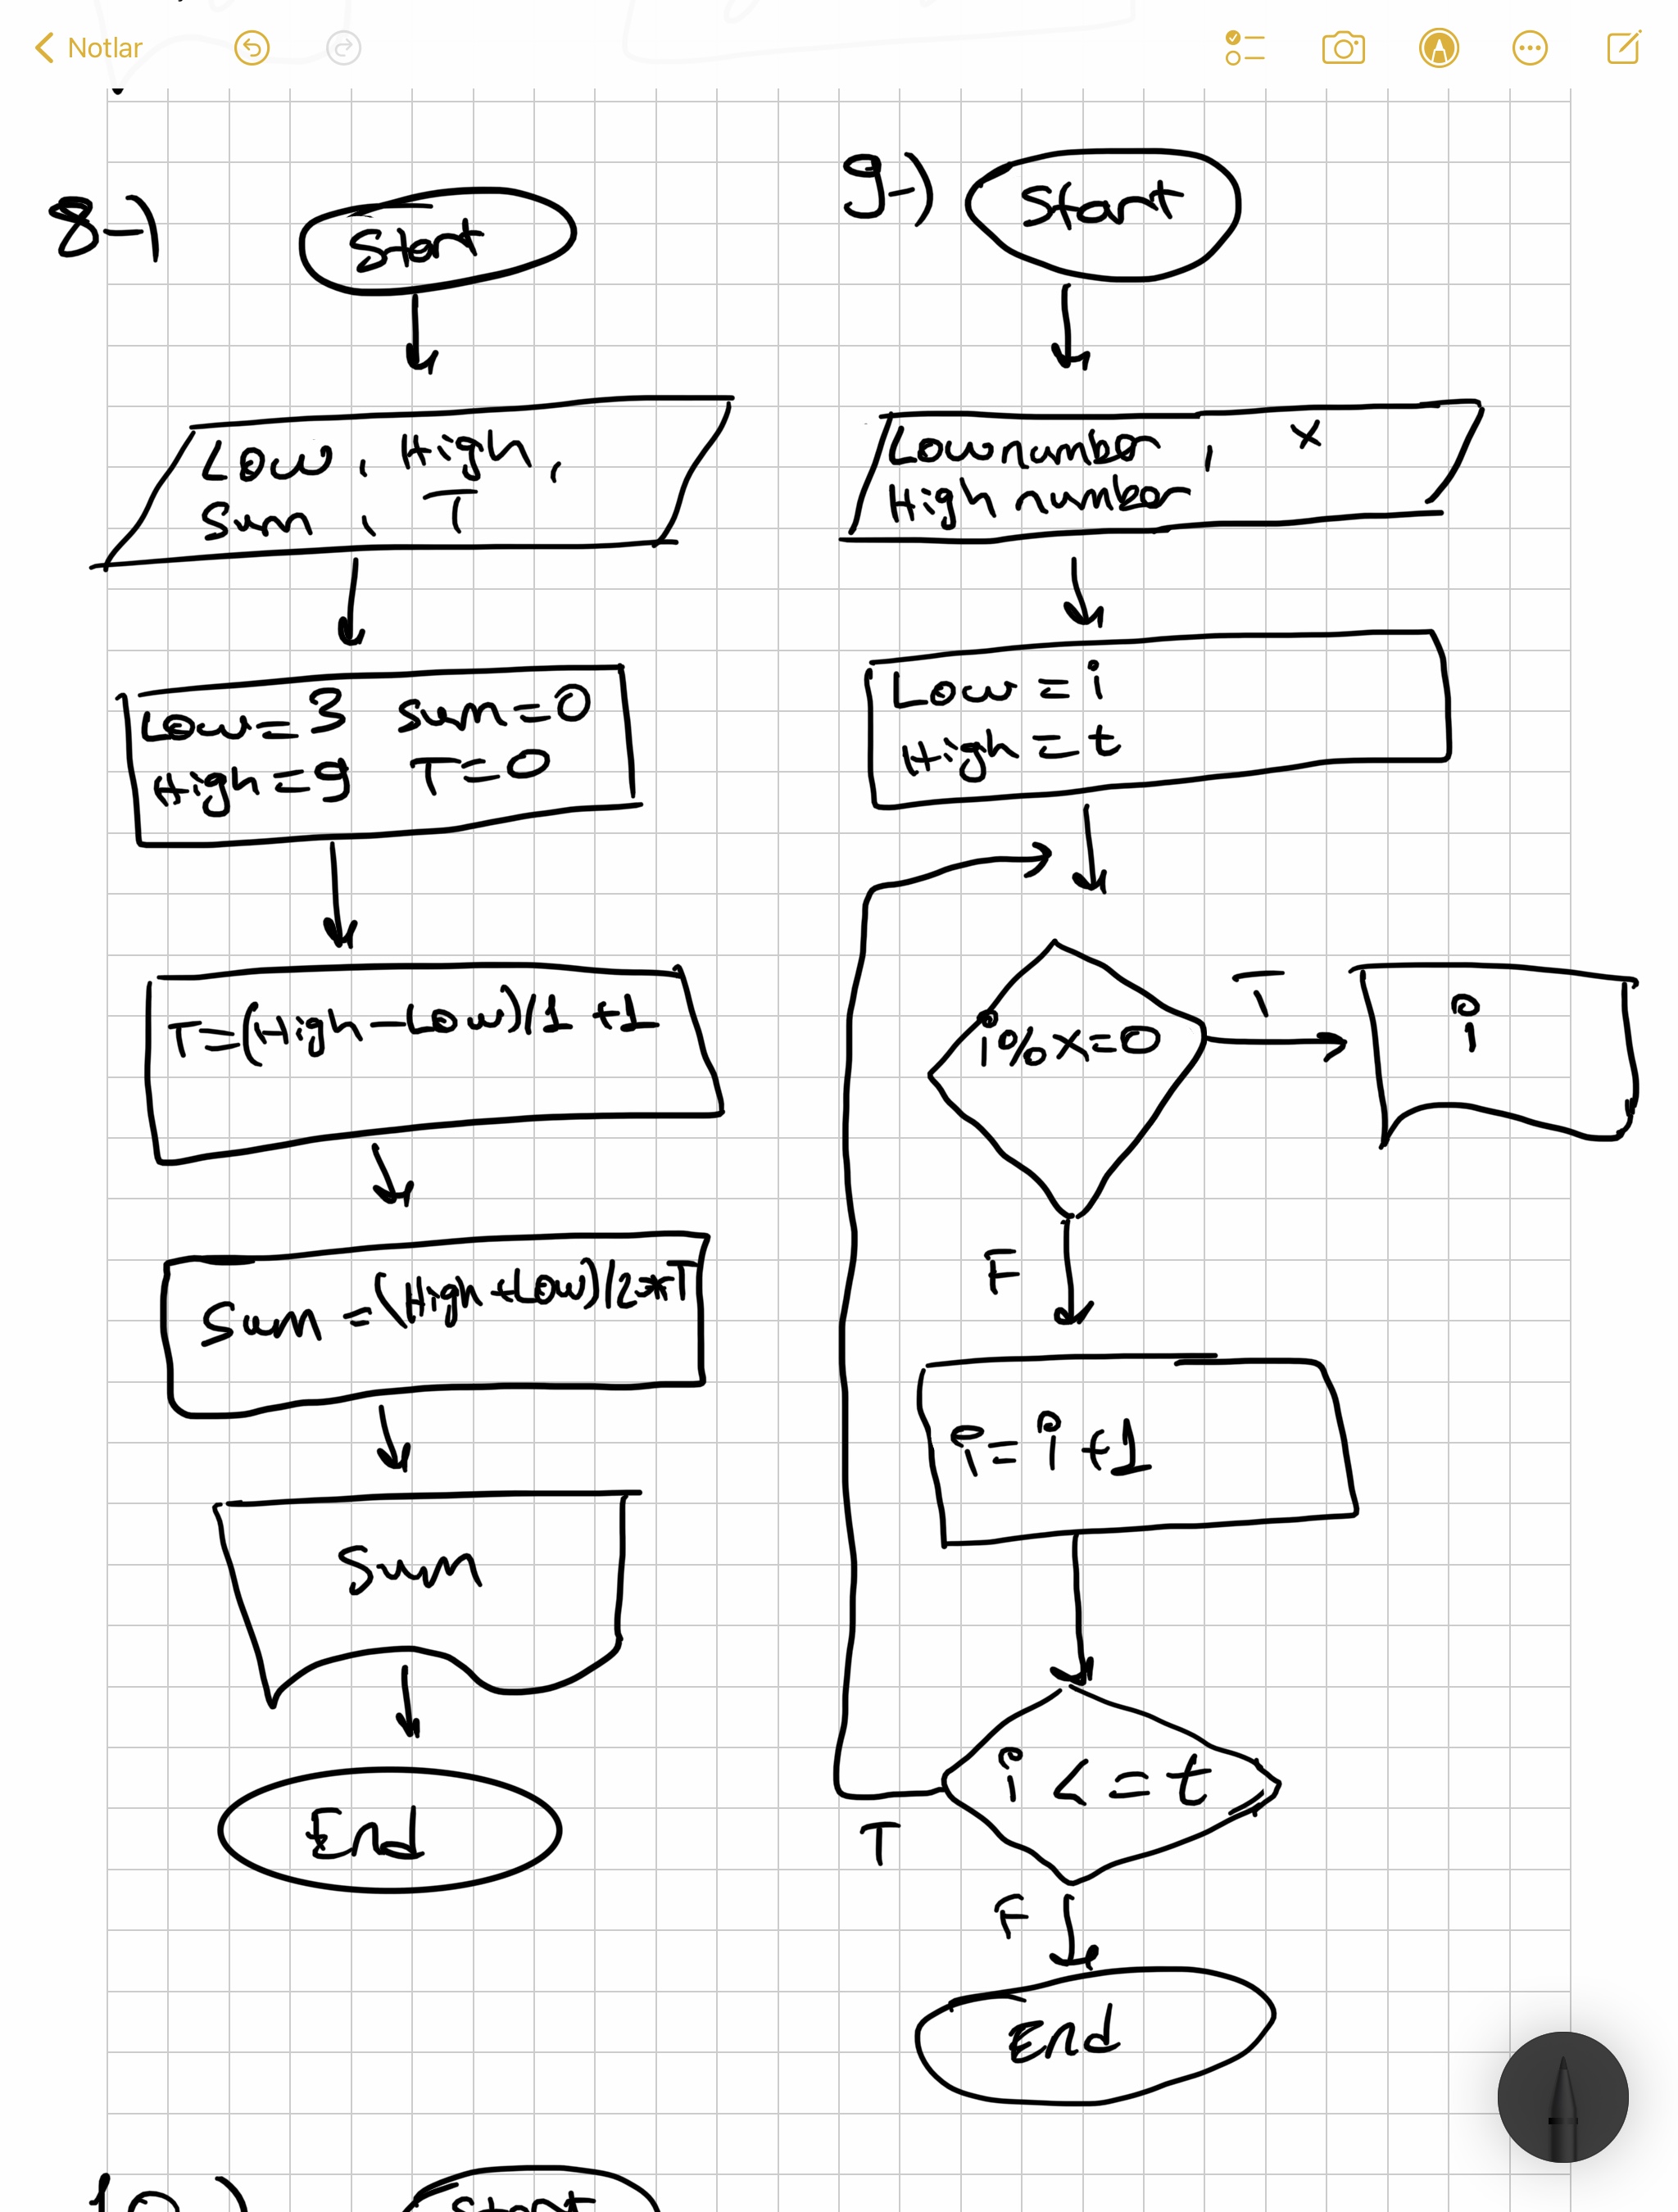 Notlar
8-)
Start
Low, High,
Sum, T
Low=3 sum=0
High=9 T=0
T=(High-Low)/1 +1
Sum =(High+Low)/2*T
Sum
End
9-)
Start
Lownumber, x
High number
Low = i
High = t
i%x=0
T
i
F
i= i +1
i <= t
T
F
End
10-)
Start